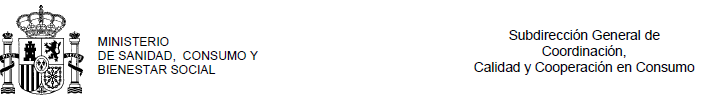 MINISTERIO
DE SANIDAD, CONSUMO Y
BIENESTAR SOCIAL
Subdirección General de
Coordinación,
Calidad y Cooperación en Consumo